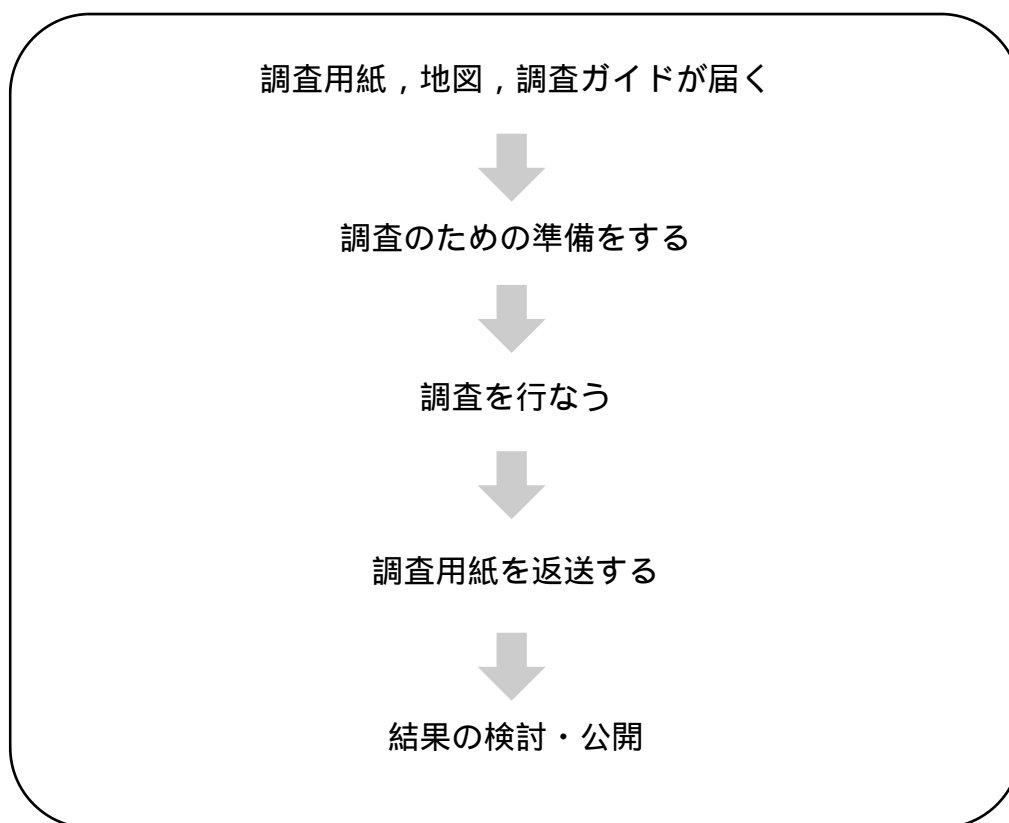 調査用紙，地図，調査ガイドが届く
調査のための準備をする
調査を行なう
調査用紙を返送する
結果の検討・公開